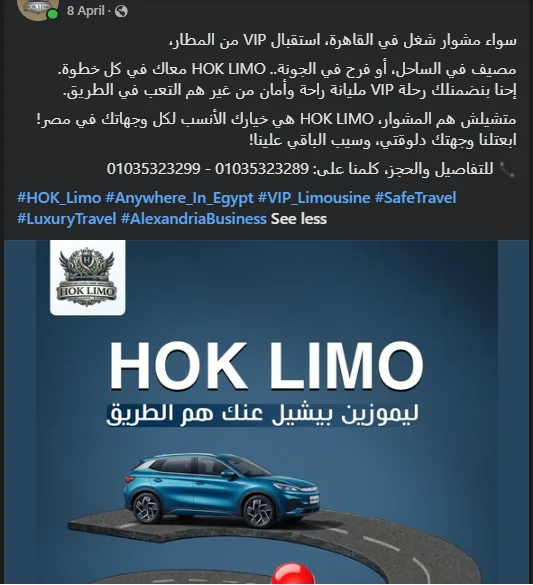 HOK LIMO
8 April
سواء مشوار شغل في القاهرة، استقبال VIP من المطار،
مصيف في الساحل، أو فرح في الجونة.. HOK LIMO معاك في كل خطوة.
إحنا بنضمنلك رحلة VIP مليانة راحة وأمان من غير هم التعب في الطريق.
متشيلش هم المشوار، HOK LIMO هي خيارك الأنسب لكل وجهاتك في مصر!
ابعتلنا وجهتك دلوقتي، وسيب الباقي علينا!
📞 للتفاصيل والحجز، كلمنا على: 01035323289 - 01035323299
#HOK_Limo #Anywhere_In_Egypt #VIP_Limousine #SafeTravel
#LuxuryTravel #AlexandriaBusiness See less
H
HOK LIMO
HOK LIMO
ليموزين بيشيل عنك هم الطريق